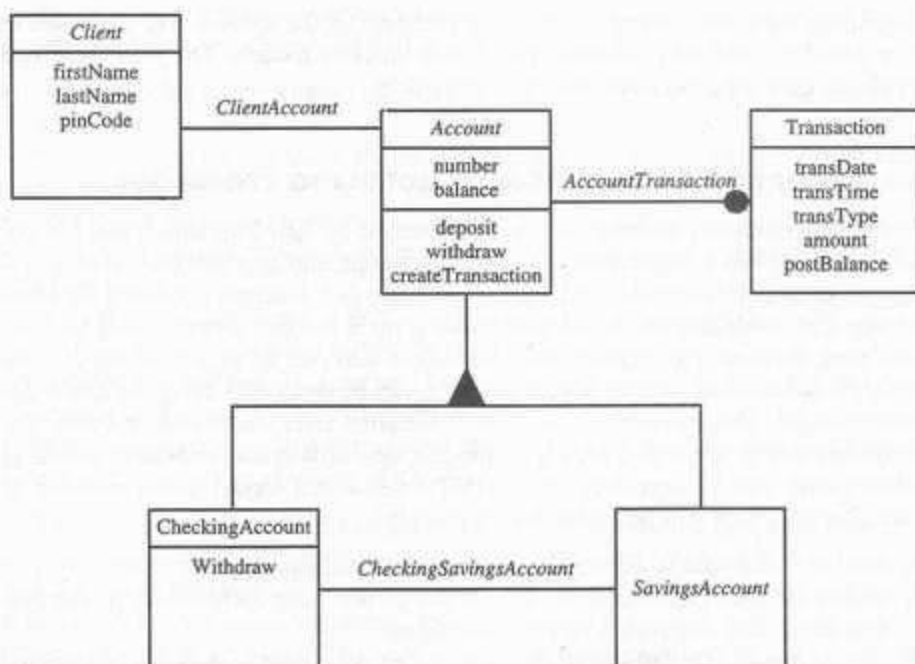 Client
firstName
lastName
pinCode
ClientAccount
Account
number
balance
deposit
withdraw
createTransaction
AccountTransaction
Transaction
transDate
transTime
transType
amount
postBalance
CheckingAccount
Withdraw
CheckingSavingsAccount
SavingsAccount